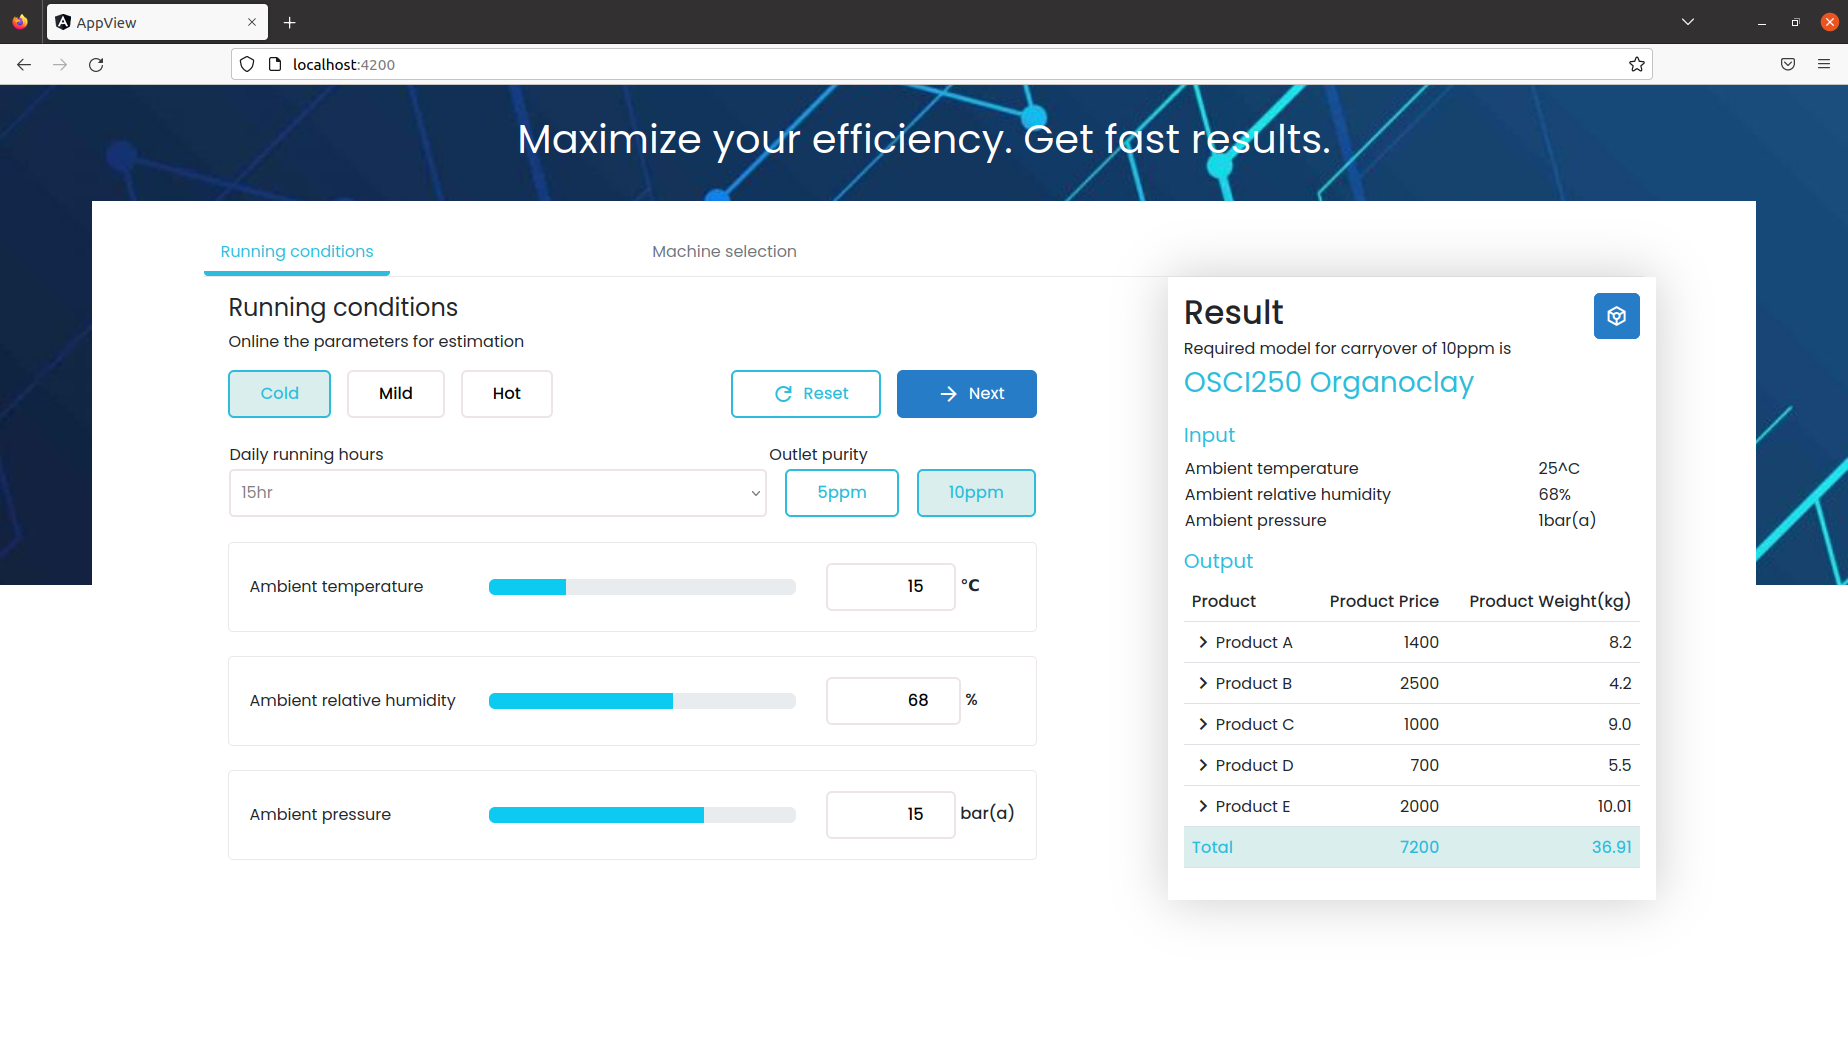 AppView
localhost:4200
Maximize your efficiency. Get fast results.
Running conditions
Machine selection
Running conditions
Online the parameters for estimation
Cold
Mild
Hot
Reset
Next
Daily running hours
Outlet purity
15hr
5ppm
10ppm
Ambient temperature
15 °C
Ambient relative humidity
68 %
Ambient pressure
15 bar(a)
Result
Required model for carryover of 10ppm is
OSCI250 Organoclay
Input
Ambient temperature 25^C
Ambient relative humidity 68%
Ambient pressure 1bar(a)
Output
Product Product Price Product Weight(kg)
Product A 1400 8.2
Product B 2500 4.2
Product C 1000 9.0
Product D 700 5.5
Product E 2000 10.01
Total 7200 36.91